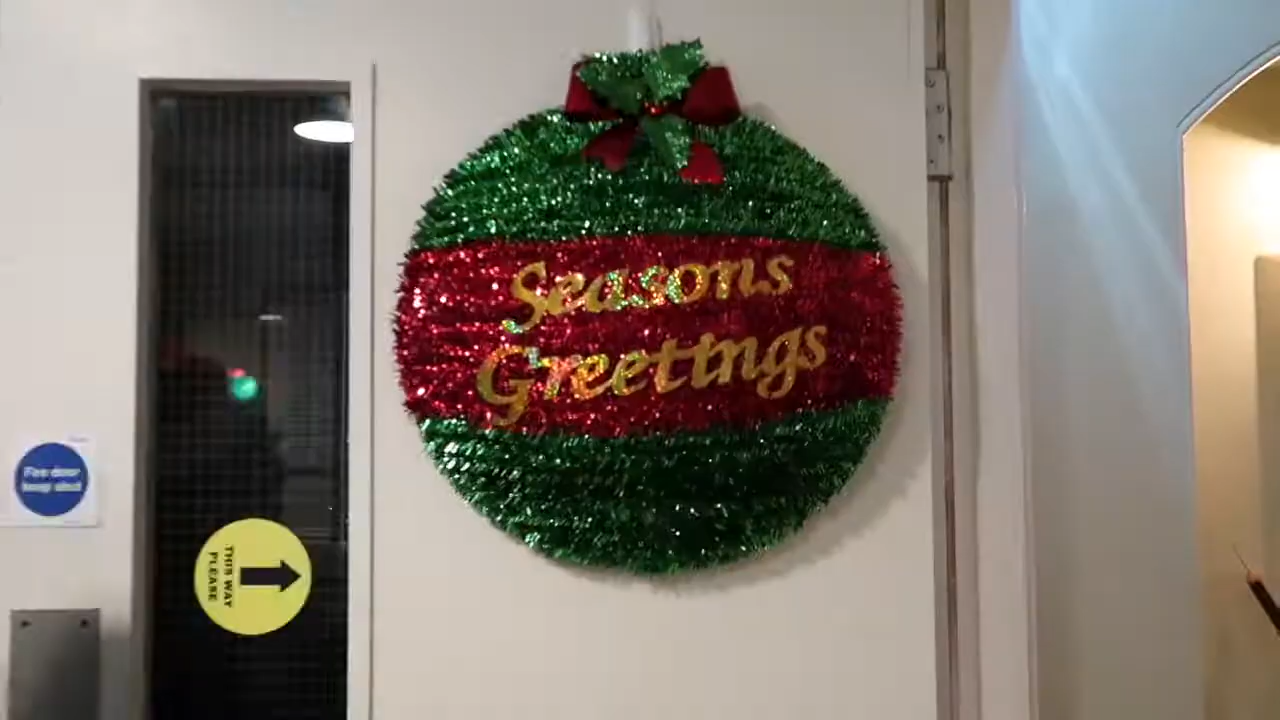 Seasons
Greetings
Fire door
keep shut
THIS WAY
PLEASE